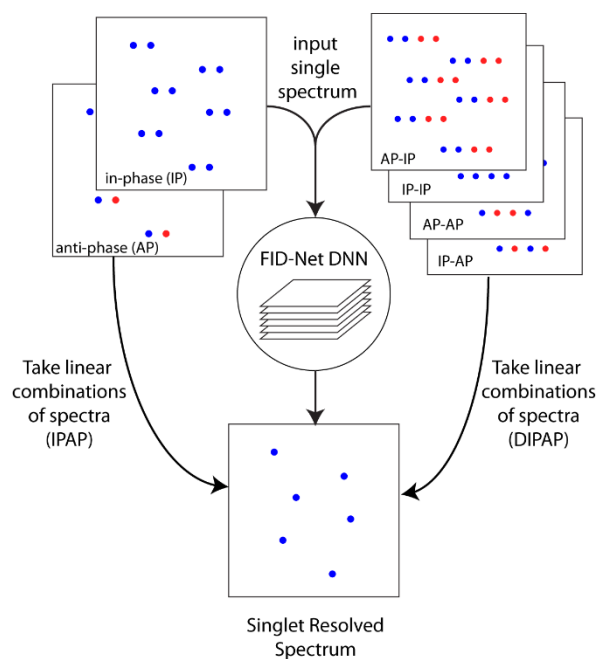 input
single
spectrum
in-phase (IP)
anti-phase (AP)
AP-IP
IP-IP
AP-AP
IP-AP
FID-Net DNN
Take linear
combinations
of spectra
(IPAP)
Take linear
combinations
of spectra
(DIPAP)
Singlet Resolved
Spectrum